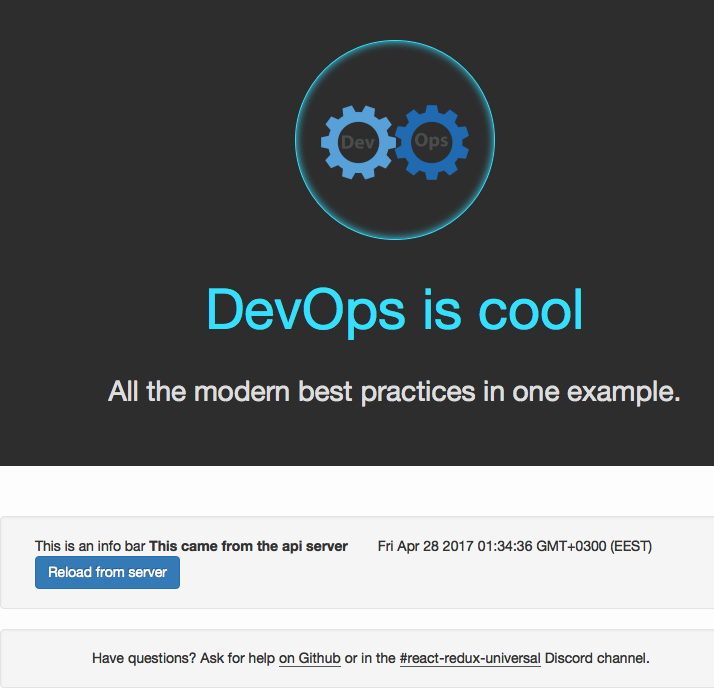 Dev Ops
DevOps is cool
All the modern best practices in one example.
This is an info bar This came from the api server Fri Apr 28 2017 01:34:36 GMT+0300 (EEST)
Reload from server
Have questions? Ask for help on Github or in the #react-redux-universal Discord channel.